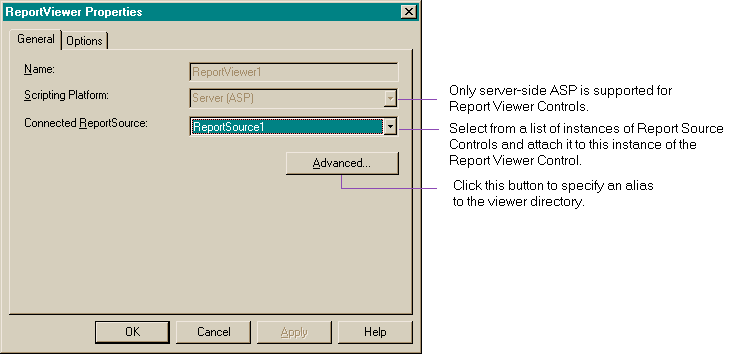 ReportViewer Properties
General
Options
Name:
ReportViewer1
Scripting Platform:
Server (ASP)
Only server-side ASP is supported for
Report Viewer Controls.
Connected ReportSource:
ReportSource1
Select from a list of instances of Report Source
Controls and attach it to this instance of the
Report Viewer Control.
Advanced...
Click this button to specify an alias
to the viewer directory.
OK
Cancel
Apply
Help